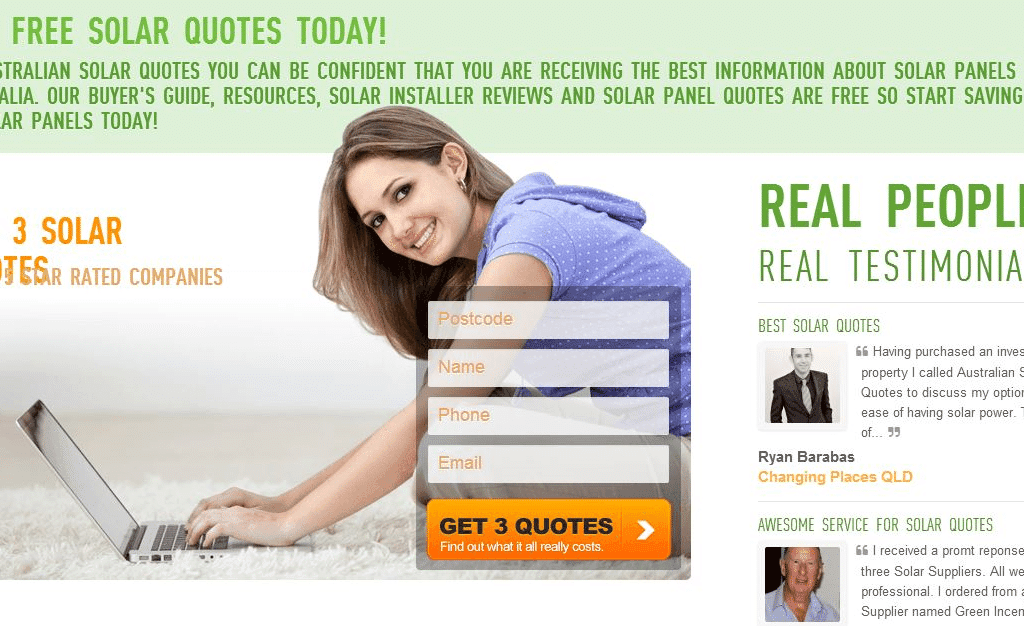 FREE SOLAR QUOTES TODAY!
STRALIAN SOLAR QUOTES YOU CAN BE CONFIDENT THAT YOU ARE RECEIVING THE BEST INFORMATION ABOUT SOLAR PANELS
ALIA. OUR BUYER'S GUIDE, RESOURCES, SOLAR INSTALLER REVIEWS AND SOLAR PANEL QUOTES ARE FREE SO START SAVING
LAR PANELS TODAY!
3 SOLAR
OTES
5 STAR RATED COMPANIES
Postcode
Name
Phone
Email
GET 3 QUOTES
Find out what it all really costs.
REAL PEOPL
REAL TESTIMONIA
BEST SOLAR QUOTES
“ Having purchased an inves
property I called Australian S
Quotes to discuss my option
ease of having solar power. T
of... ”
Ryan Barabas
Changing Places QLD
AWESOME SERVICE FOR SOLAR QUOTES
“ I received a promt reponse
three Solar Suppliers. All we
professional. I ordered from a
Supplier named Green Incen